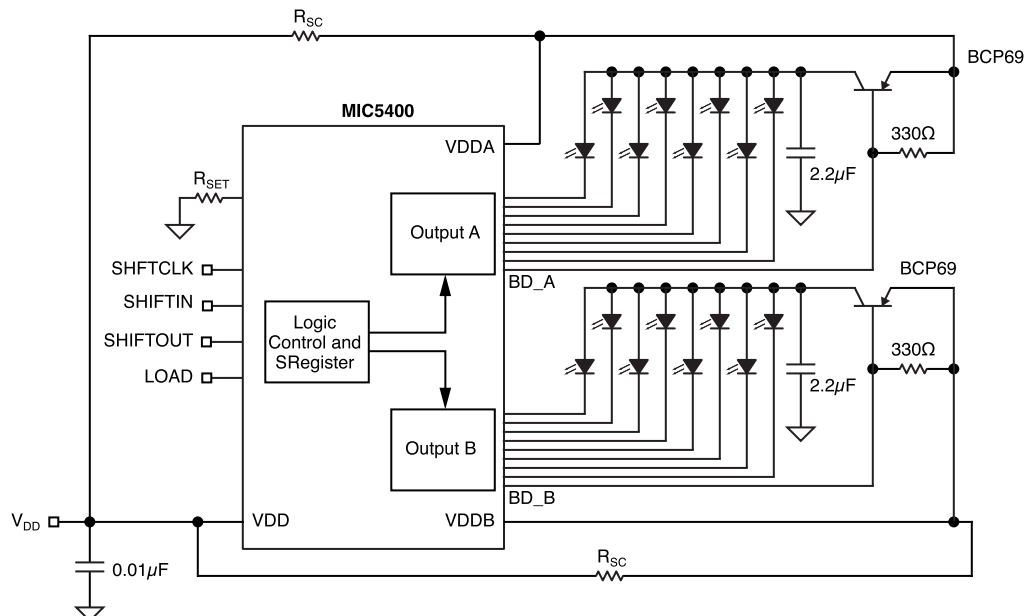 RSC
BCP69
MIC5400
VDDA
330Ω
2.2µF
RSET
Output A
SHFTCLK
BD_A
BCP69
SHIFTIN
Logic
Control and
SRegister
SHIFTOUT
330Ω
LOAD
2.2µF
Output B
BD_B
VDD
VDD
VDDB
RSC
0.01µF